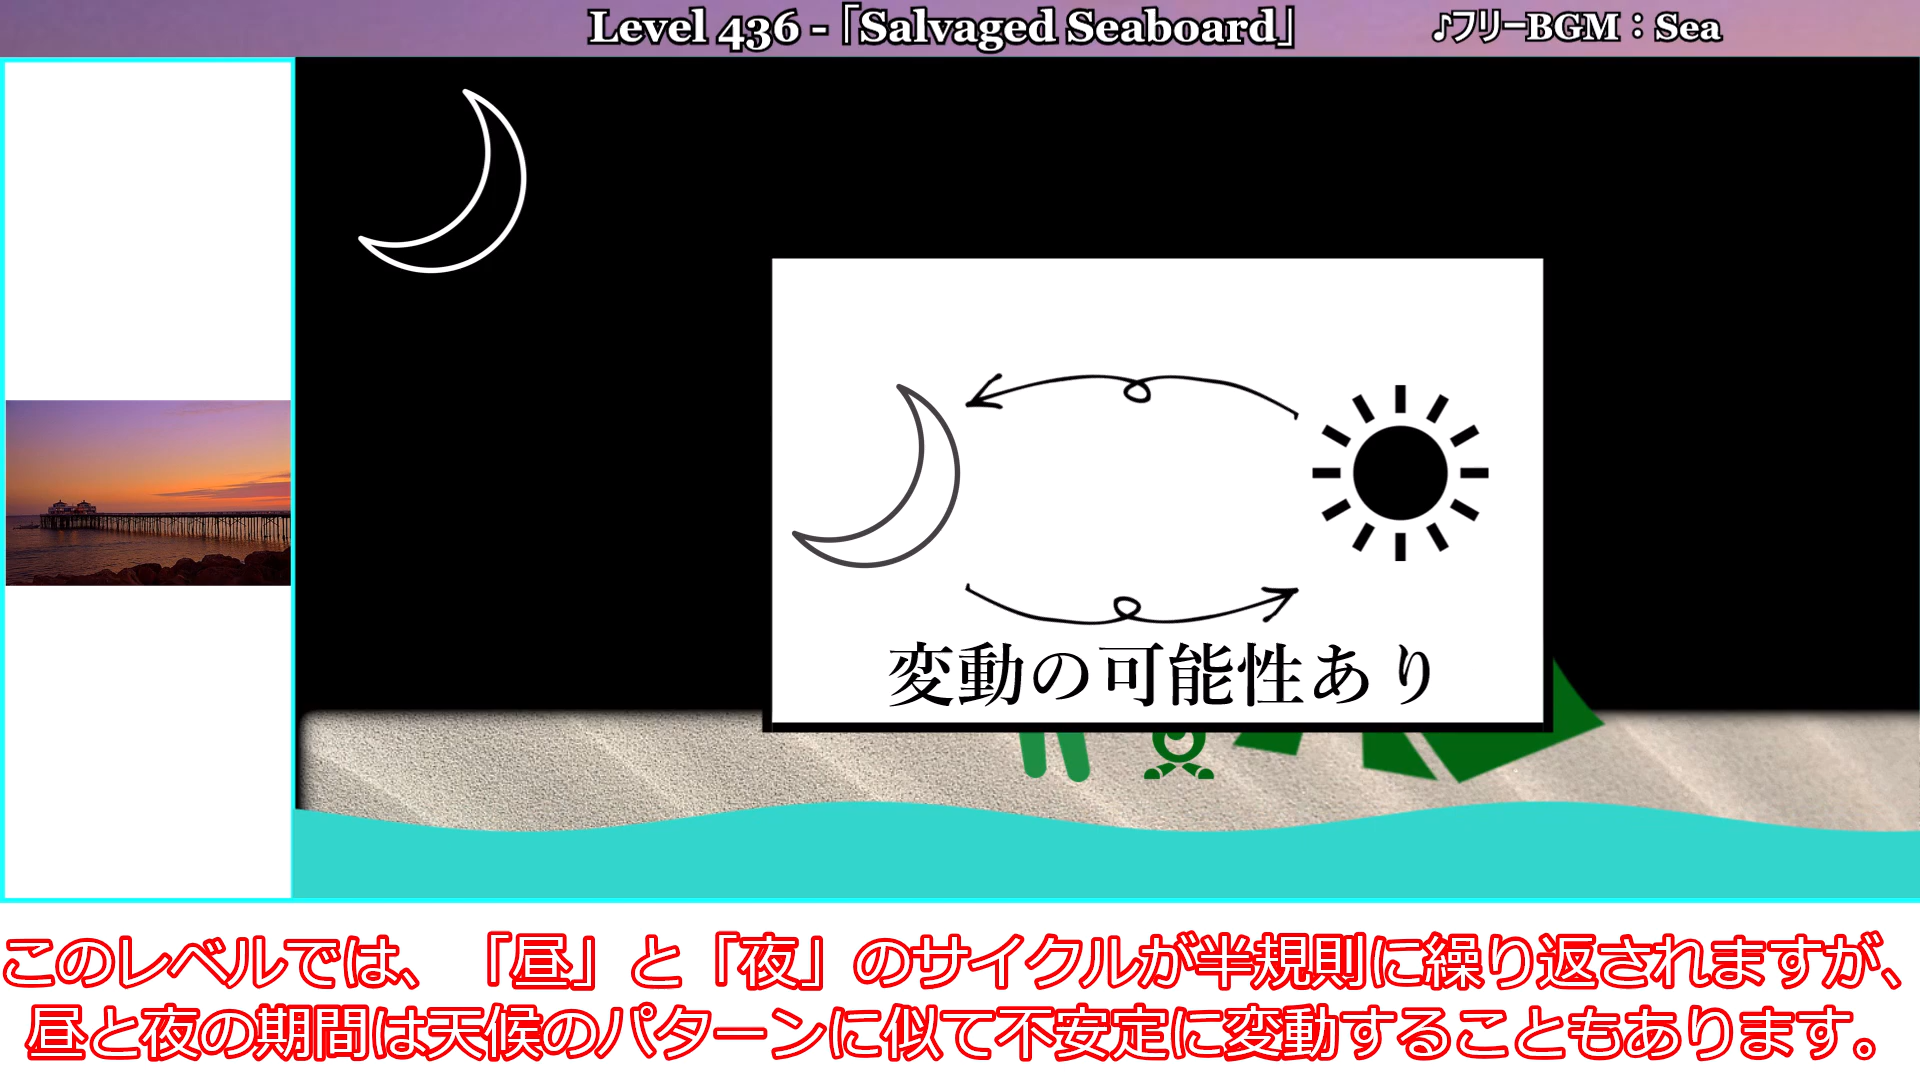 Level 436 -「Salvaged Seaboard」
♪フリーBGM：Sea
変動の可能性あり
このレベルでは、「昼」と「夜」のサイクルが半規則に繰り返されますが、
昼と夜の期間は天候のパターンに似て不安定に変動することもあります。